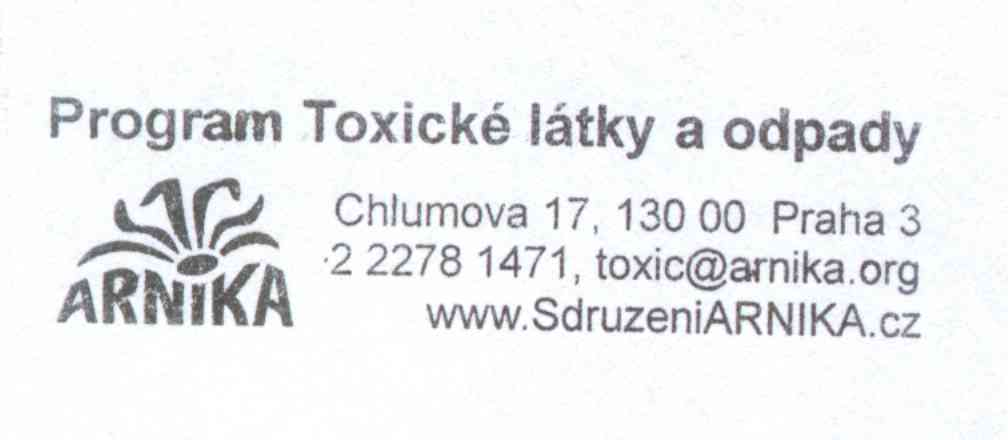 Program Toxické látky a odpady
ARNIKA
Chlumova 17, 130 00 Praha 3
2 2278 1471, toxic@arnika.org
www.SdruzeniARNIKA.cz